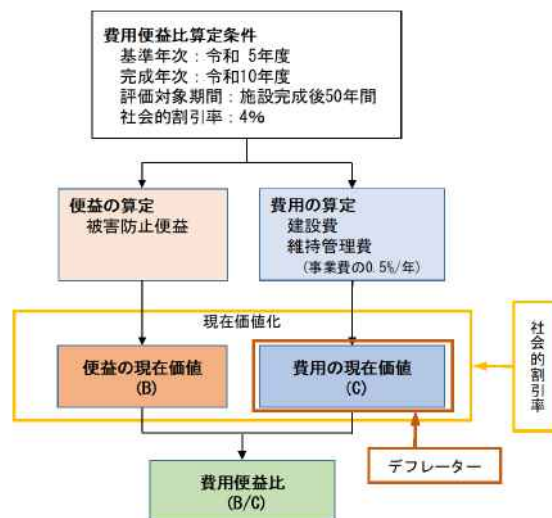 費用便益比算定条件
基準年次：令和 5年度
完成年次：令和10年度
評価対象期間：施設完成後50年間
社会的割引率：4％
便益の算定
被害防止便益
費用の算定
建設費
維持管理費
(事業費の0.5%/年)
現在価値化
便益の現在価値
(B)
費用の現在価値
(C)
社会的割引率
デフレーター
費用便益比
(B/C)